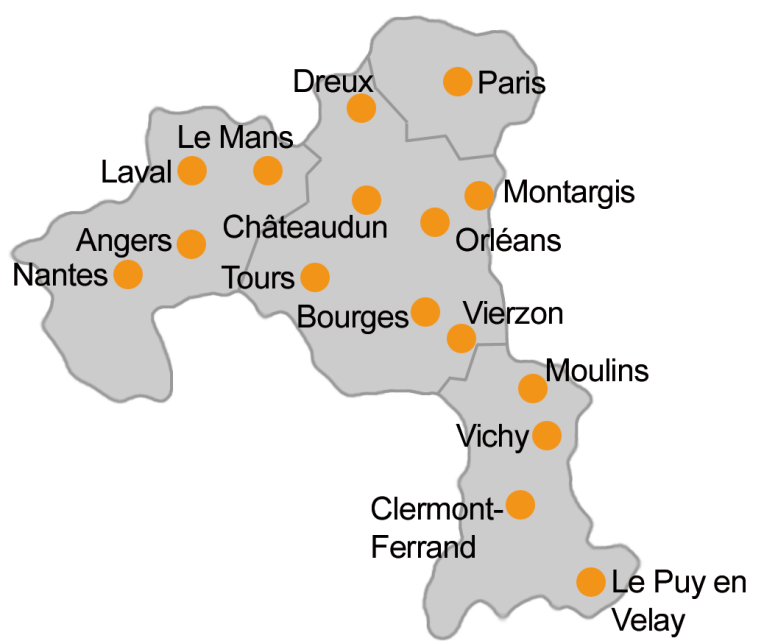 Dreux
Paris
Le Mans
Laval
Montargis
Châteaudun
Orléans
Angers
Nantes
Tours
Bourges
Vierzon
Moulins
Vichy
Clermont-
Ferrand
Le Puy en
Velay